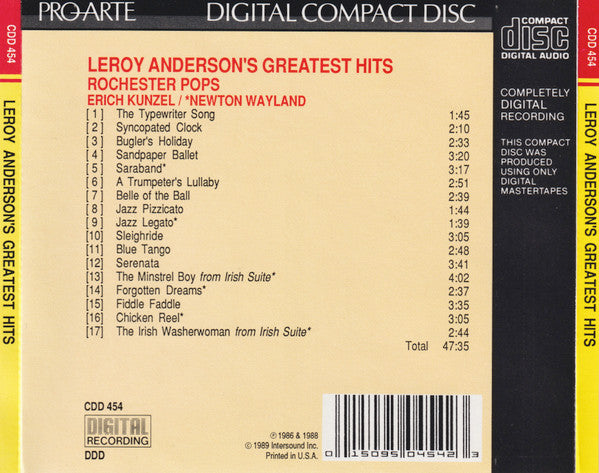 PRO-ARTE DIGITAL COMPACT DISC
COMPACT
disc
DIGITAL AUDIO
CDD 454
LEROY ANDERSON'S GREATEST HITS
LEROY ANDERSON'S GREATEST HITS
ROCHESTER POPS
ERICH KUNZEL / *NEWTON WAYLAND
[ 1 ] The Typewriter Song 1:45
[ 2 ] Syncopated Clock 2:10
[ 3 ] Bugler's Holiday 2:33
[ 4 ] Sandpaper Ballet 3:20
[ 5 ] Saraband* 3:17
[ 6 ] A Trumpeter's Lullaby 2:51
[ 7 ] Belle of the Ball 2:39
[ 8 ] Jazz Pizzicato 1:44
[ 9 ] Jazz Legato* 1:39
[10] Sleighride 3:05
[11] Blue Tango 2:48
[12] Serenata 3:41
[13] The Minstrel Boy from Irish Suite* 4:02
[14] Forgotten Dreams* 2:37
[15] Fiddle Faddle 3:35
[16] Chicken Reel* 3:05
[17] The Irish Washerwoman from Irish Suite* 2:44
Total 47:35
COMPLETELY
DIGITAL
RECORDING
THIS COMPACT
DISC WAS
PRODUCED
USING ONLY
DIGITAL
MASTERTAPES
CDD 454
DIGITAL
RECORDING
DDD
℗ 1986 & 1988
© 1989 Intersound Inc.
Printed in U.S.A.
0 15095 04542 3
CDD 454
LEROY ANDERSON'S GREATEST HITS